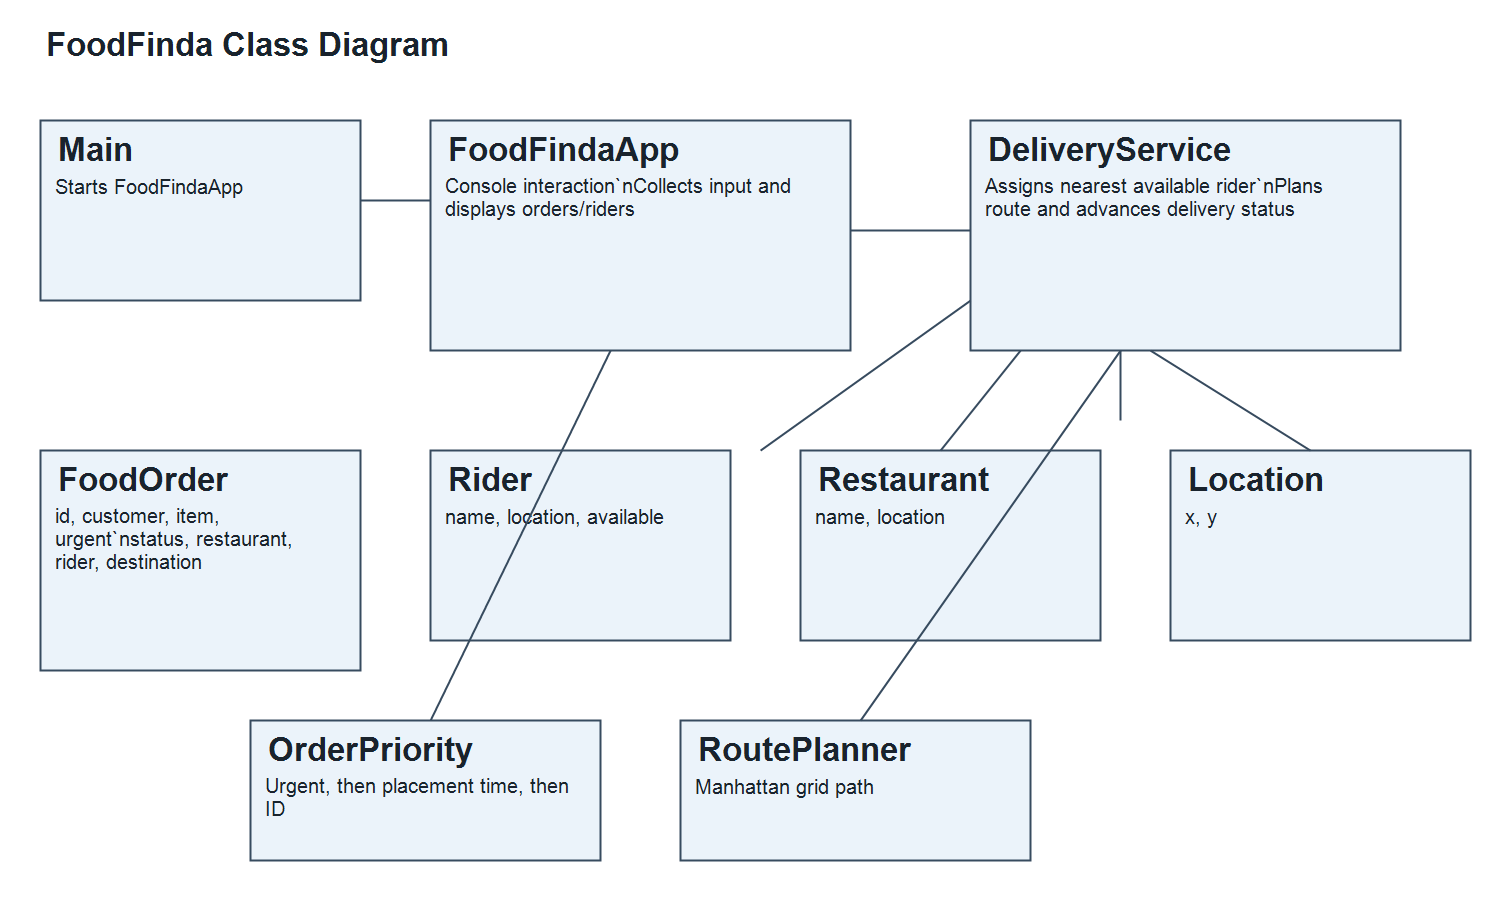 FoodFinda Class Diagram
Main
Starts FoodFindaApp
FoodFindaApp
Console interaction`nCollects input and
displays orders/riders
DeliveryService
Assigns nearest available rider`nPlans
route and advances delivery status
FoodOrder
id, customer, item,
urgent`nstatus, restaurant,
rider, destination
Rider
name, location, available
Restaurant
name, location
Location
x, y
OrderPriority
Urgent, then placement time, then
ID
RoutePlanner
Manhattan grid path